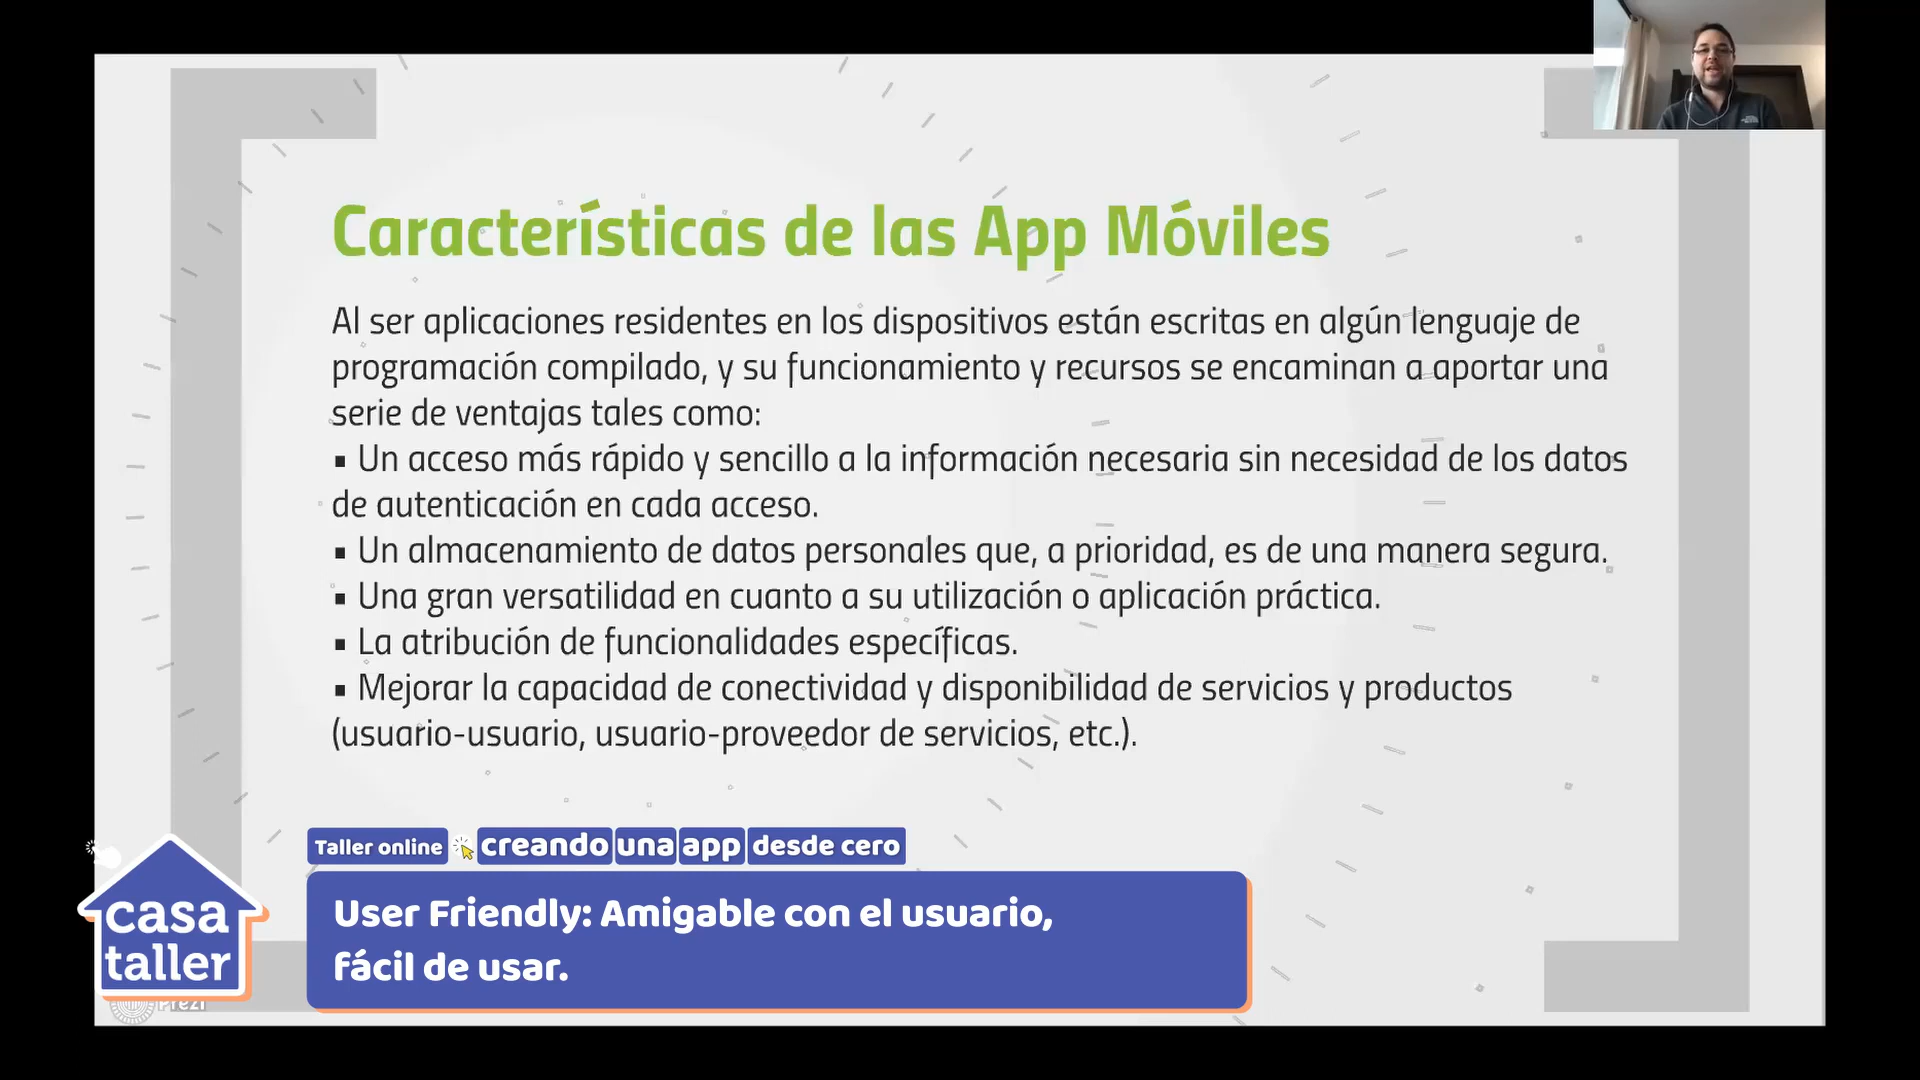 Características de las App Móviles
Al ser aplicaciones residentes en los dispositivos están escritas en algún lenguaje de
programación compilado, y su funcionamiento y recursos se encaminan a aportar una
serie de ventajas tales como:
▪ Un acceso más rápido y sencillo a la información necesaria sin necesidad de los datos
de autenticación en cada acceso.
▪ Un almacenamiento de datos personales que, a prioridad, es de una manera segura.
▪ Una gran versatilidad en cuanto a su utilización o aplicación práctica.
▪ La atribución de funcionalidades específicas.
▪ Mejorar la capacidad de conectividad y disponibilidad de servicios y productos
(usuario-usuario, usuario-proveedor de servicios, etc.).
Taller online creando una app desde cero
User Friendly: Amigable con el usuario,
fácil de usar.
casa
taller
Prezi